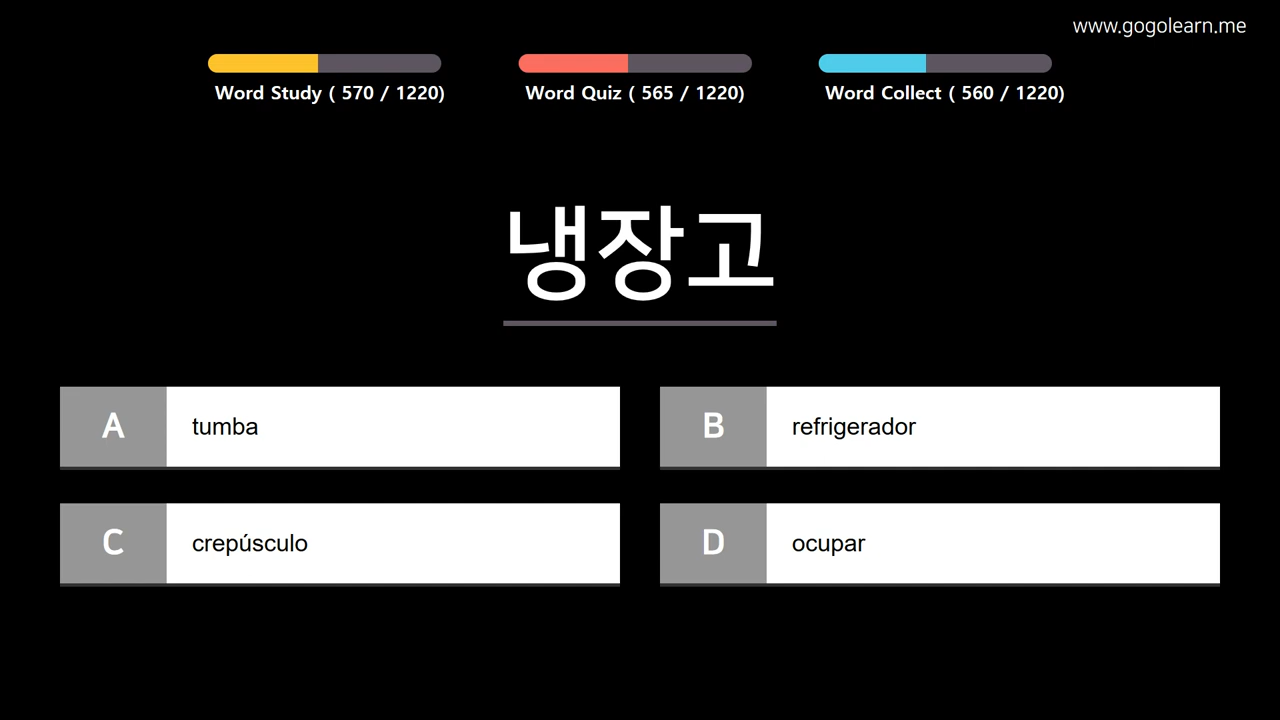 www.gogolearn.me
Word Study ( 570 / 1220)
Word Quiz ( 565 / 1220)
Word Collect ( 560 / 1220)
냉장고
A tumba
B refrigerador
C crepúsculo
D ocupar